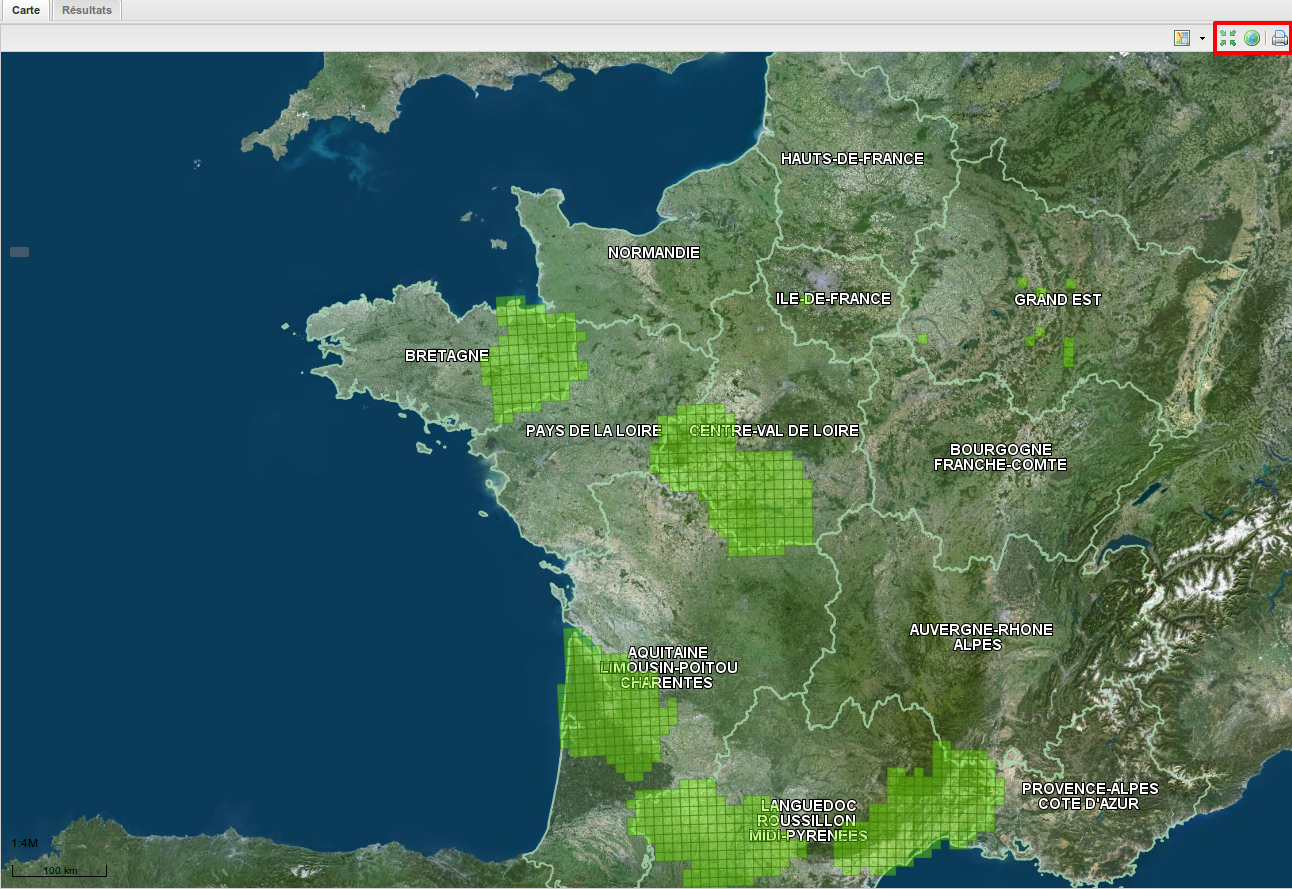 Carte
Résultats
HAUTS-DE-FRANCE
NORMANDIE
ILE-DE-FRANCE
GRAND EST
BRETAGNE
PAYS DE LA LOIRE
CENTRE-VAL DE LOIRE
BOURGOGNE
FRANCHE-COMTE
AUVERGNE-RHONE
ALPES
AQUITAINE
LIMOUSIN-POITOU
CHARENTES
PROVENCE-ALPES
COTE D'AZUR
LANGUEDOC
ROUSSILLON
MIDI-PYRENEES
1:4M
100 km